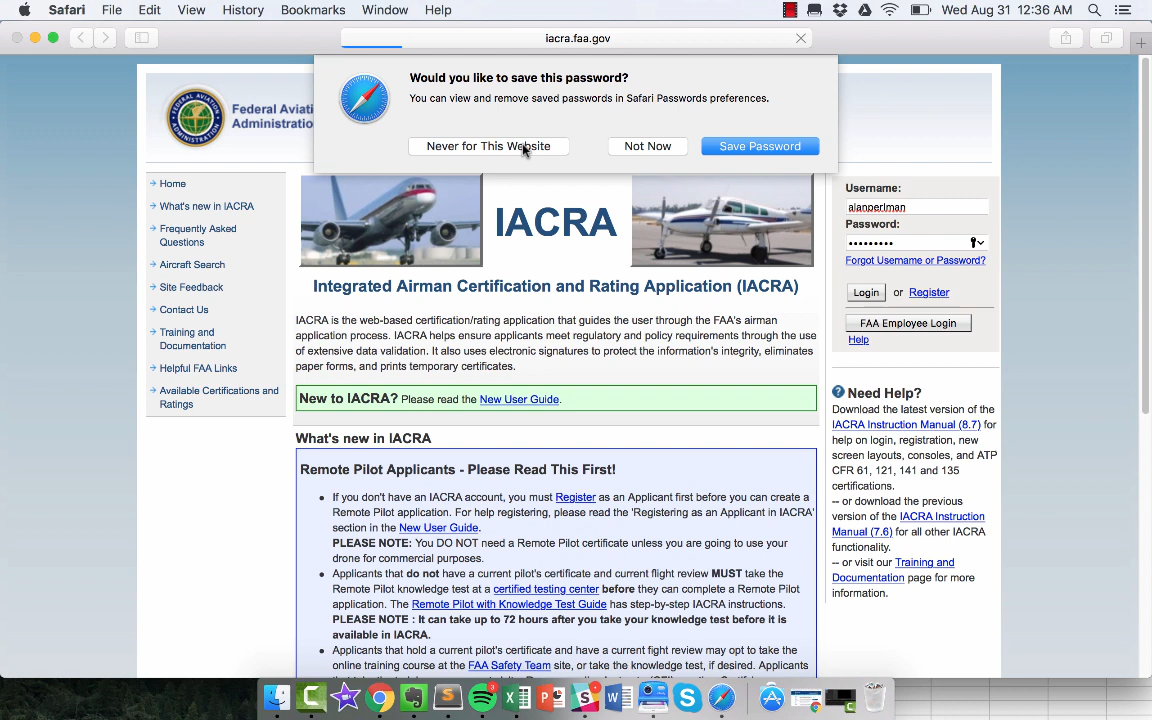 Safari File Edit View History Bookmarks Window Help Wed Aug 31 12:36 AM
iacra.faa.gov
Would you like to save this password?
You can view and remove saved passwords in Safari Passwords preferences.
Never for This Website Not Now Save Password
Federal Aviati
Administratio
Home
What's new in IACRA
Frequently Asked
Questions
Aircraft Search
Site Feedback
Contact Us
Training and
Documentation
Helpful FAA Links
Available Certifications and
Ratings
IACRA
Integrated Airman Certification and Rating Application (IACRA)
IACRA is the web-based certification/rating application that guides the user through the FAA's airman
application process. IACRA helps ensure applicants meet regulatory and policy requirements through the use
of extensive data validation. It also uses electronic signatures to protect the information's integrity, eliminates
paper forms, and prints temporary certificates.
New to IACRA? Please read the New User Guide.
What's new in IACRA
Remote Pilot Applicants - Please Read This First!
• If you don't have an IACRA account, you must Register as an Applicant first before you can create a
Remote Pilot application. For help registering, please read the 'Registering as an Applicant in IACRA'
section in the New User Guide.
PLEASE NOTE: You DO NOT need a Remote Pilot certificate unless you are going to use your
drone for commercial purposes.
• Applicants that do not have a current pilot's certificate and current flight review MUST take the
Remote Pilot knowledge test at a certified testing center before they can complete a Remote Pilot
application. The Remote Pilot with Knowledge Test Guide has step-by-step IACRA instructions.
PLEASE NOTE : It can take up to 72 hours after you take your knowledge test before it is
available in IACRA.
• Applicants that hold a current pilot's certificate and have a current flight review may opt to take the
online training course at the FAA Safety Team site, or take the knowledge test, if desired. Applicants
Username:
alanperlman
Password:
•••••••••
Forgot Username or Password?
Login or Register
FAA Employee Login
Help
Need Help?
Download the latest version of the
IACRA Instruction Manual (8.7) for
help on login, registration, new
screen layouts, consoles, and ATP
CFR 61, 121, 141 and 135
certifications.
-- or download the previous
version of the IACRA Instruction
Manual (7.6) for all other IACRA
functionality.
-- or visit our Training and
Documentation page for more
information.